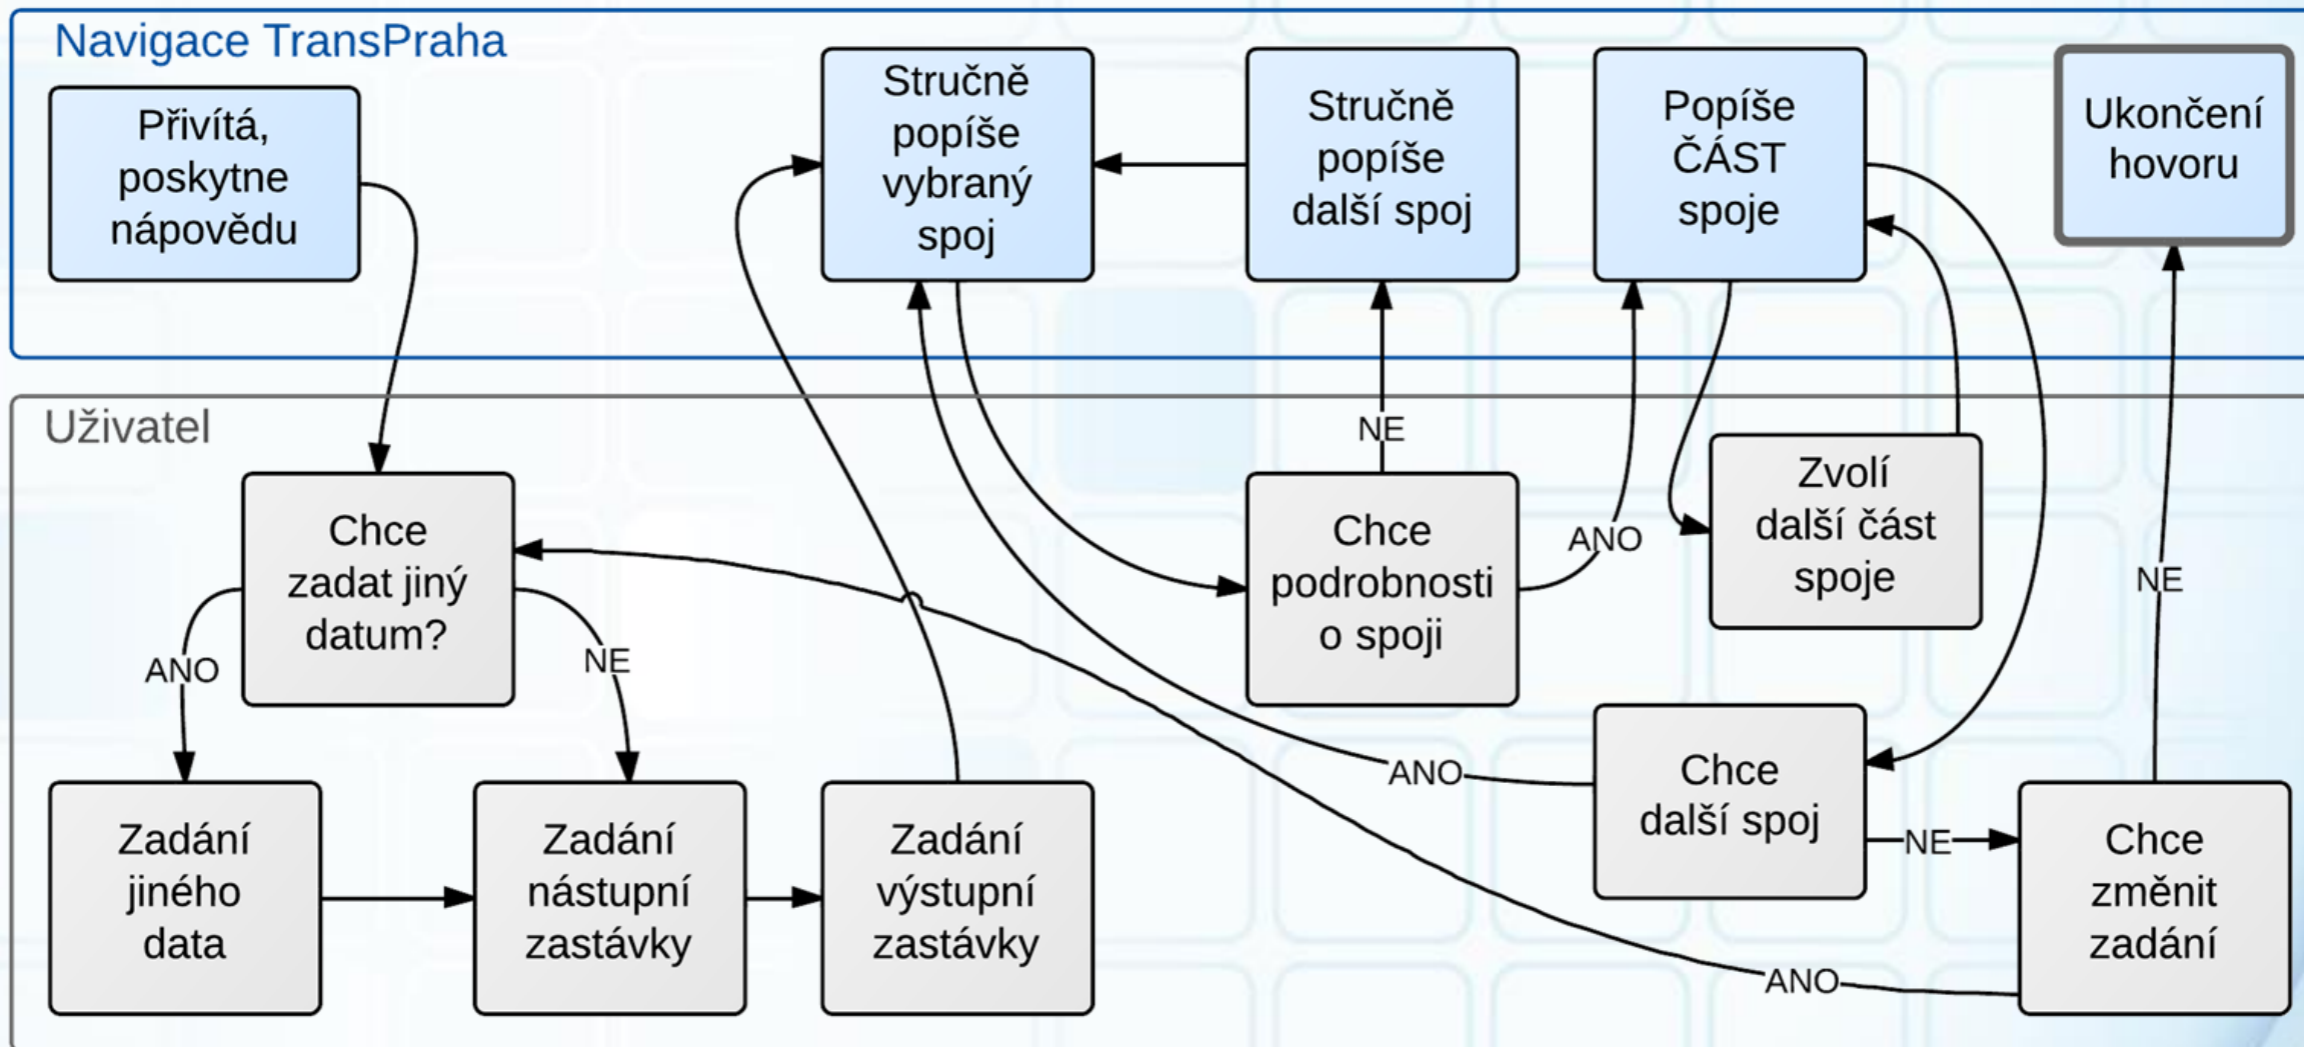 Navigace TransPraha
Přivítá,
poskytne
nápovědu
Stručně
popíše
vybraný
spoj
Stručně
popíše
další spoj
Popíše
ČÁST
spoje
Ukončení
hovoru
Uživatel
Chce
zadat jiný
datum?
ANO
NE
Zadání
jiného
data
Zadání
nástupní
zastávky
Zadání
výstupní
zastávky
NE
Chce
podrobnosti
o spoji
ANO
Zvolí
další část
spoje
NE
ANO
Chce
další spoj
NE
Chce
změnit
zadání
ANO